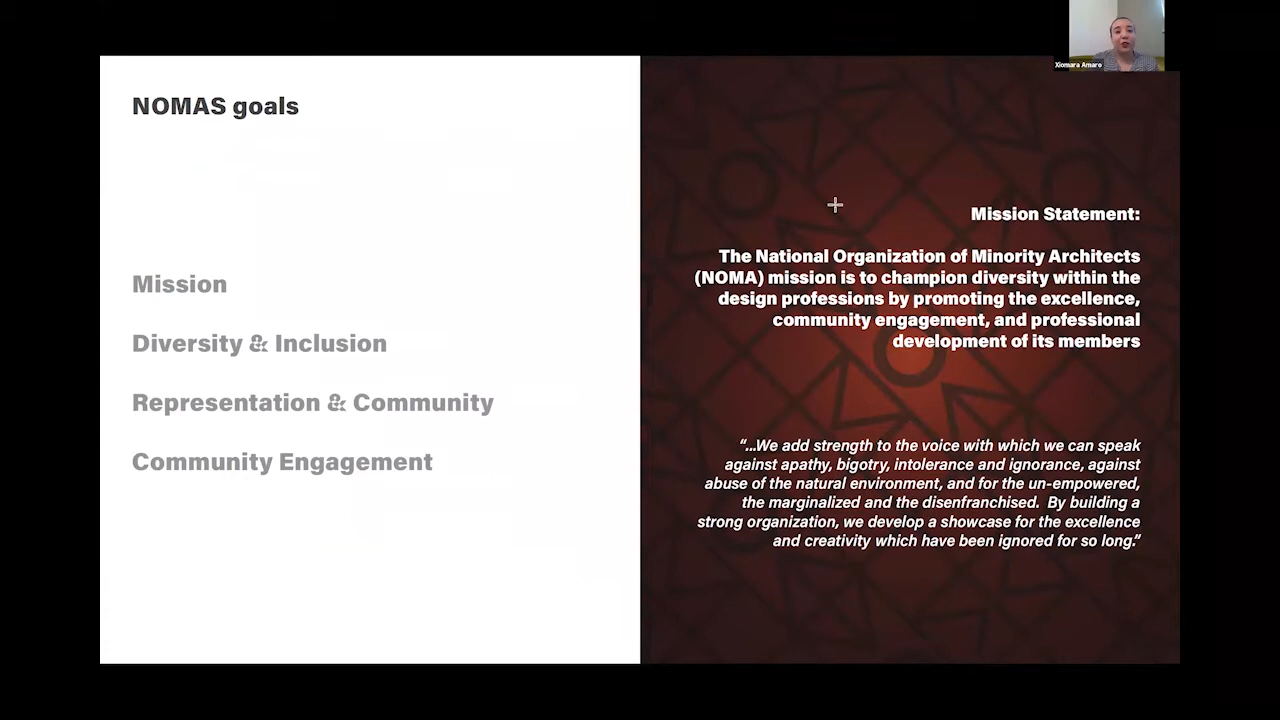 Xiomara Amaro
NOMAS goals
Mission
Diversity & Inclusion
Representation & Community
Community Engagement
Mission Statement:
The National Organization of Minority Architects
(NOMA) mission is to champion diversity within the
design professions by promoting the excellence,
community engagement, and professional
development of its members
“...We add strength to the voice with which we can speak
against apathy, bigotry, intolerance and ignorance, against
abuse of the natural environment, and for the un-empowered,
the marginalized and the disenfranchised. By building a
strong organization, we develop a showcase for the excellence
and creativity which have been ignored for so long.“